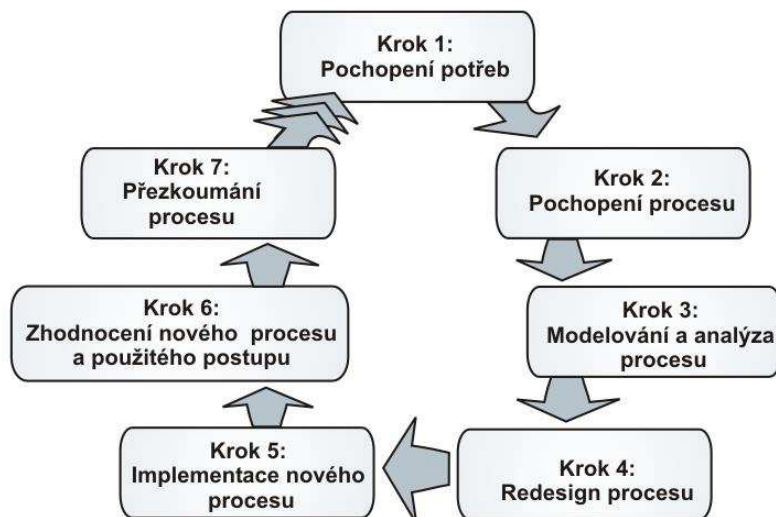 Krok 1:
Pochopení potřeb
Krok 2:
Pochopení procesu
Krok 3:
Modelování a analýza
procesu
Krok 4:
Redesign procesu
Krok 5:
Implementace nového
procesu
Krok 6:
Zhodnocení nového procesu
a použitého postupu
Krok 7:
Přezkoumání
procesu